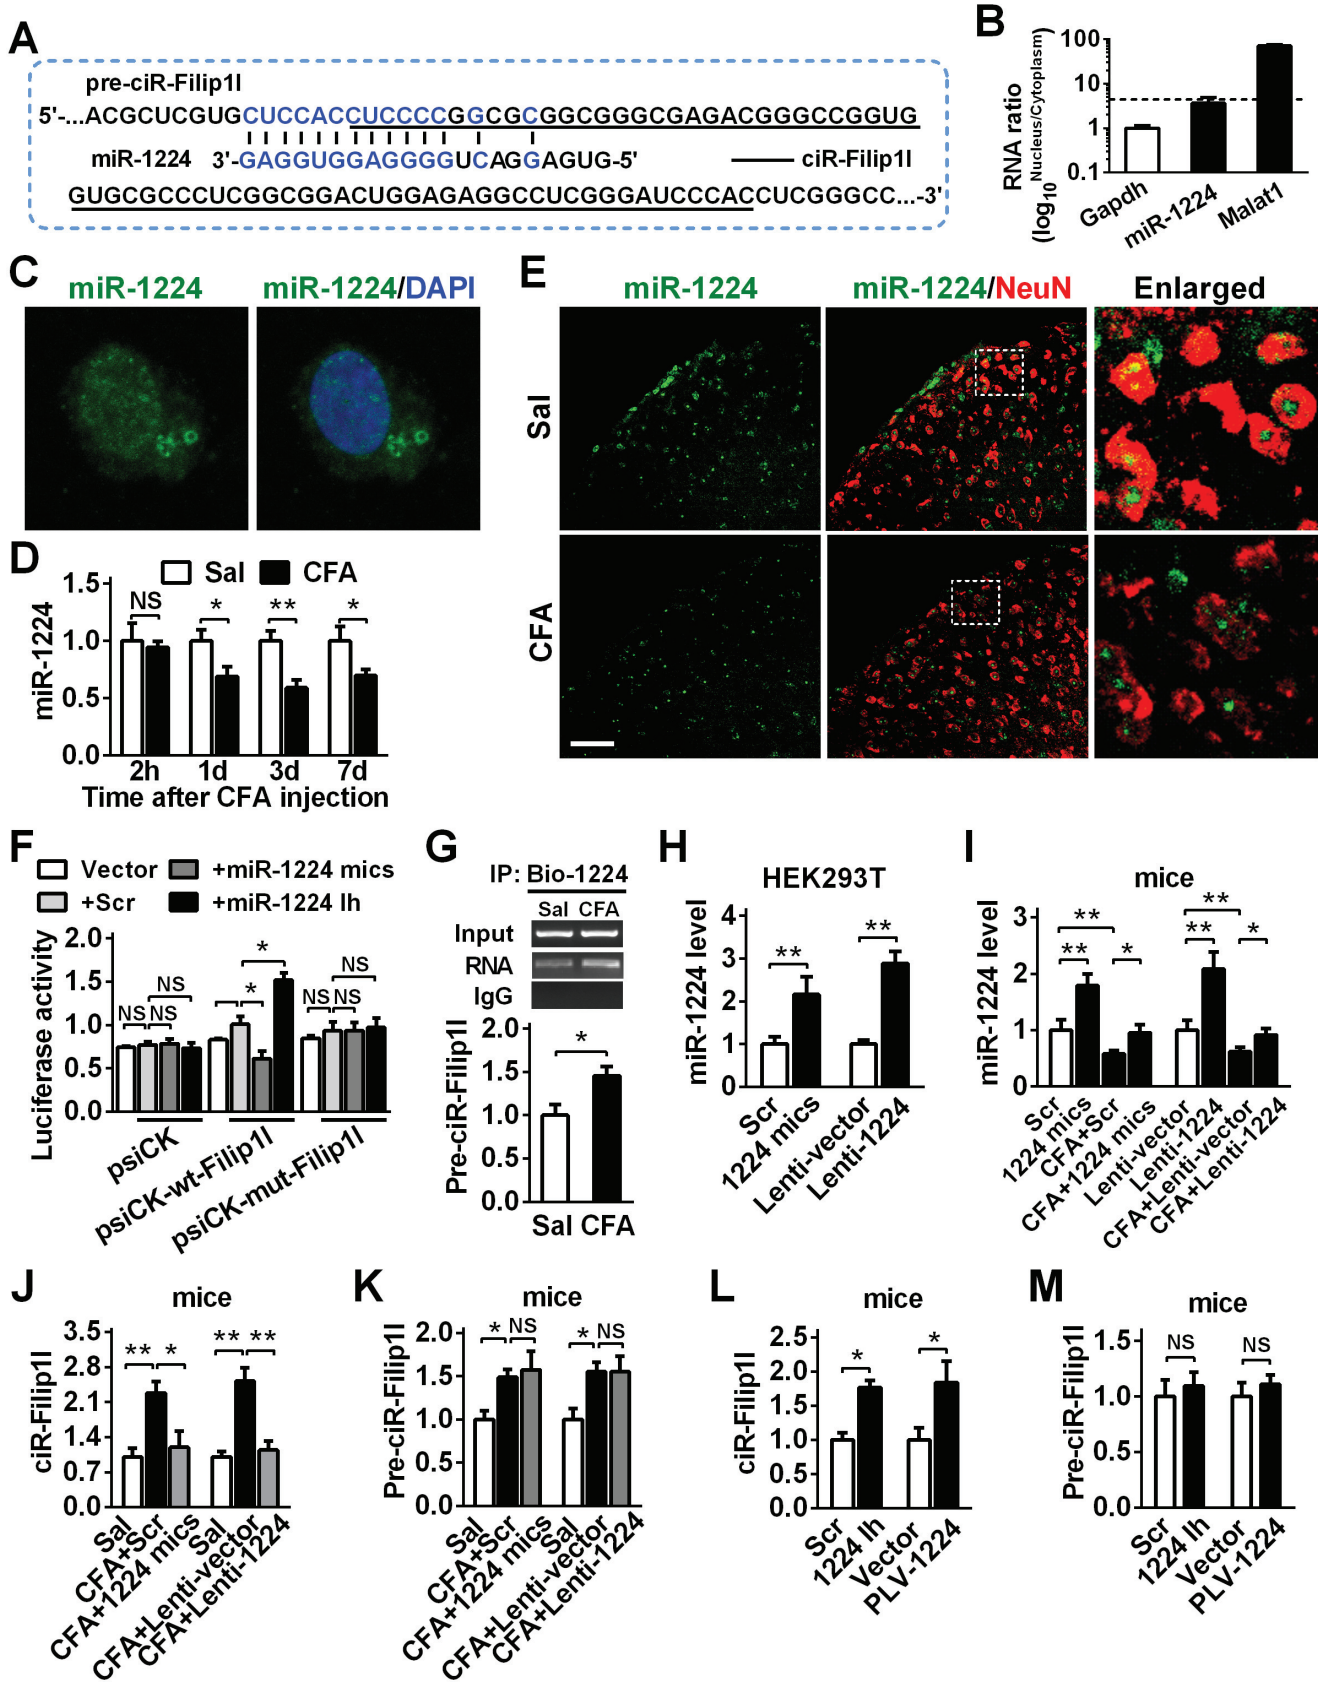 A
pre-ciR-Filip1l
5'-...ACGCUCGUGCUCCACCUCCCCGGCGCGGCGGGCGAGACGGGCCGGUG
miR-1224 3'-GAGGUGGAGGGGUCAGGAGUG-5'
ciR-Filip1l
GUGCGCCCUCGGCGGACUGGAGAGGCCUCGGGAUCCCACCUCGGGCC...-3'
B
RNA ratio
(log10 Nucleus/Cytoplasm)
100
10
1
0.1
Gapdh
miR-1224
Malat1
C
miR-1224
miR-1224/DAPI
D
Sal CFA
miR-1224
1.5
1.0
0.5
0.0
NS * ** *
2h 1d 3d 7d
Time after CFA injection
E
miR-1224
miR-1224/NeuN
Enlarged
Sal
CFA
F
Vector +miR-1224 mics
+Scr +miR-1224 Ih
Luciferase activity
2.0
1.5
1.0
0.5
0.0
NS NS NS
* *
NS NS NS
psiCK
psiCK-wt-Filip1l
psiCK-mut-Filip1l
G
IP: Bio-1224
Sal CFA
Input
RNA
IgG
Pre-ciR-Filip1l
2.0
1.5
1.0
0.5
0.0
*
Sal CFA
H
HEK293T
miR-1224 level
4
3
2
1
0
** **
Scr
1224 mics
Lenti-vector
Lenti-1224
I
mice
miR-1224 level
3
2
1
0
** ** * ** ** *
Scr
1224 mics
CFA+Scr
CFA+1224 mics
Lenti-vector
Lenti-1224
CFA+Lenti-vector
CFA+Lenti-1224
J
mice
ciR-Filip1l
3.5
2.8
2.1
1.4
0.7
0.0
** * ** **
Sal
CFA+Scr
CFA+1224 mics
Sal
CFA+Lenti-vector
CFA+Lenti-1224
K
mice
Pre-ciR-Filip1l
2.0
1.5
1.0
0.5
0.0
* NS * NS
Sal
CFA+Scr
CFA+1224 mics
Sal
CFA+Lenti-vector
CFA+Lenti-1224
L
mice
ciR-Filip1l
2.5
2.0
1.5
1.0
0.5
0.0
* *
Scr
1224 Ih
Vector
PLV-1224
M
mice
Pre-ciR-Filip1l
1.5
1.0
0.5
0.0
NS NS
Scr
1224 Ih
Vector
PLV-1224